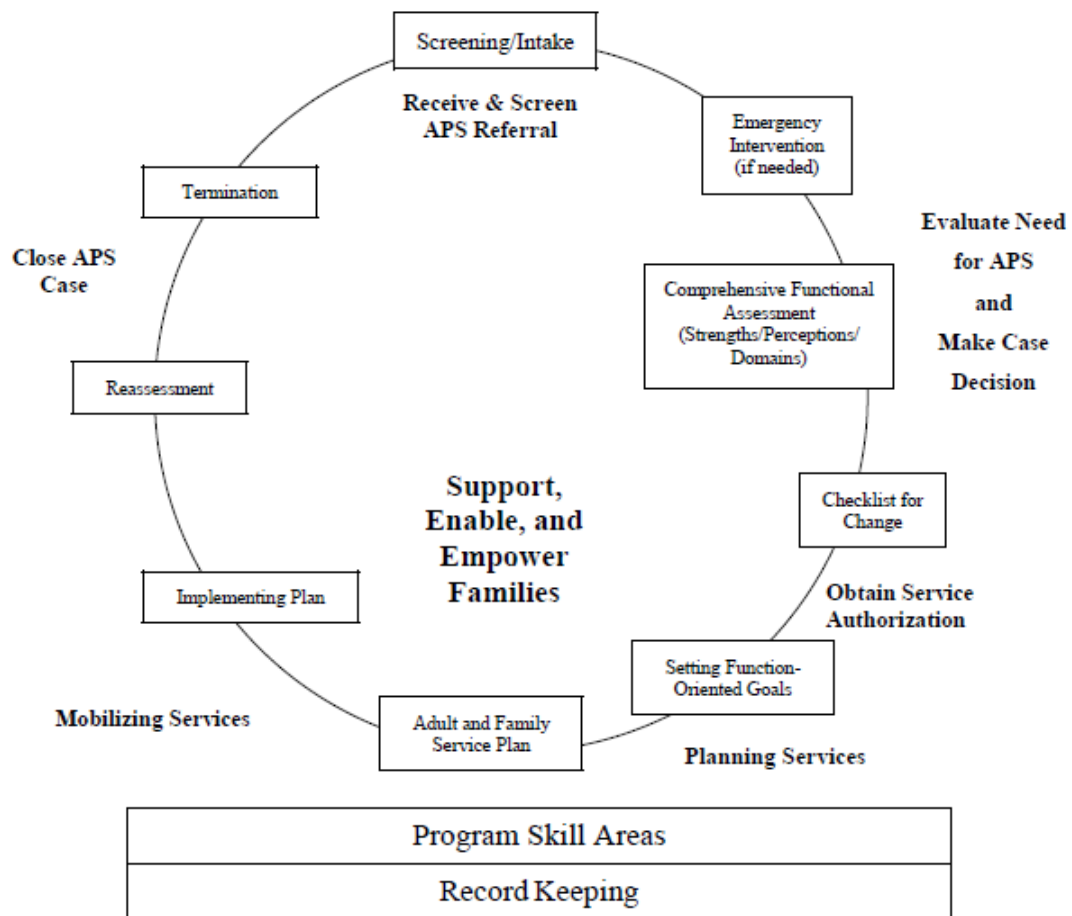 Screening/Intake
Receive & Screen
APS Referral
Emergency
Intervention
(if needed)
Evaluate Need
for APS
and
Make Case
Decision
Comprehensive Functional
Assessment
(Strengths/Perceptions/
Domains)
Checklist for
Change
Obtain Service
Authorization
Setting Function-
Oriented Goals
Planning Services
Adult and Family
Service Plan
Mobilizing Services
Implementing Plan
Reassessment
Close APS
Case
Termination
Support,
Enable, and
Empower
Families
Program Skill Areas
Record Keeping